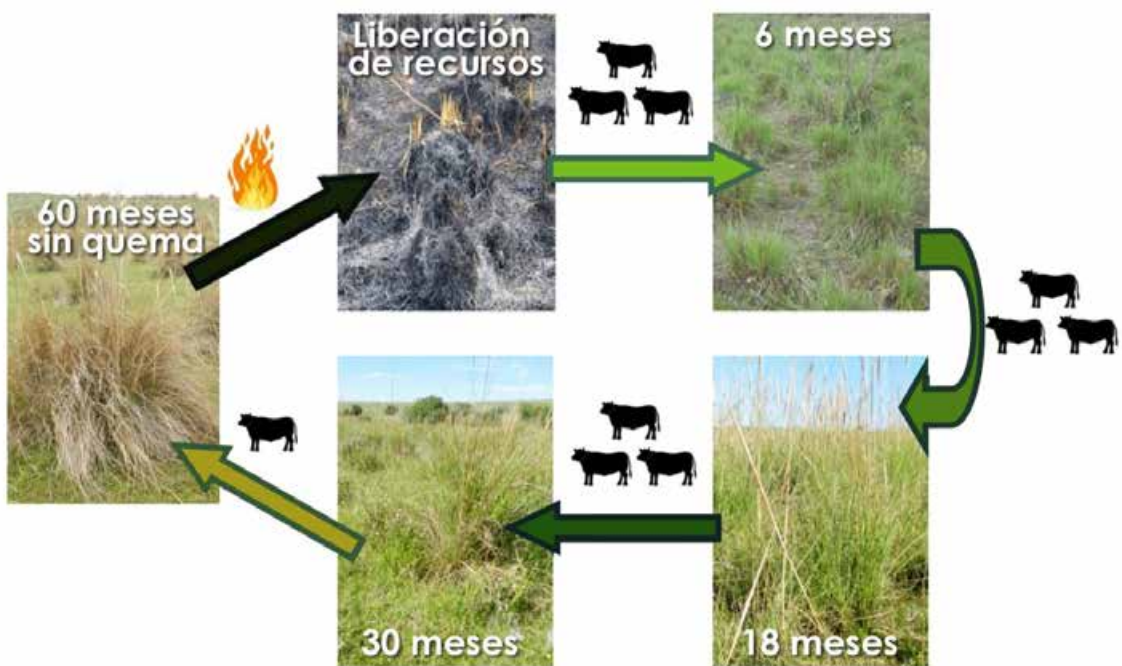 60 meses
sin quema
Liberación
de recursos
6 meses
18 meses
30 meses